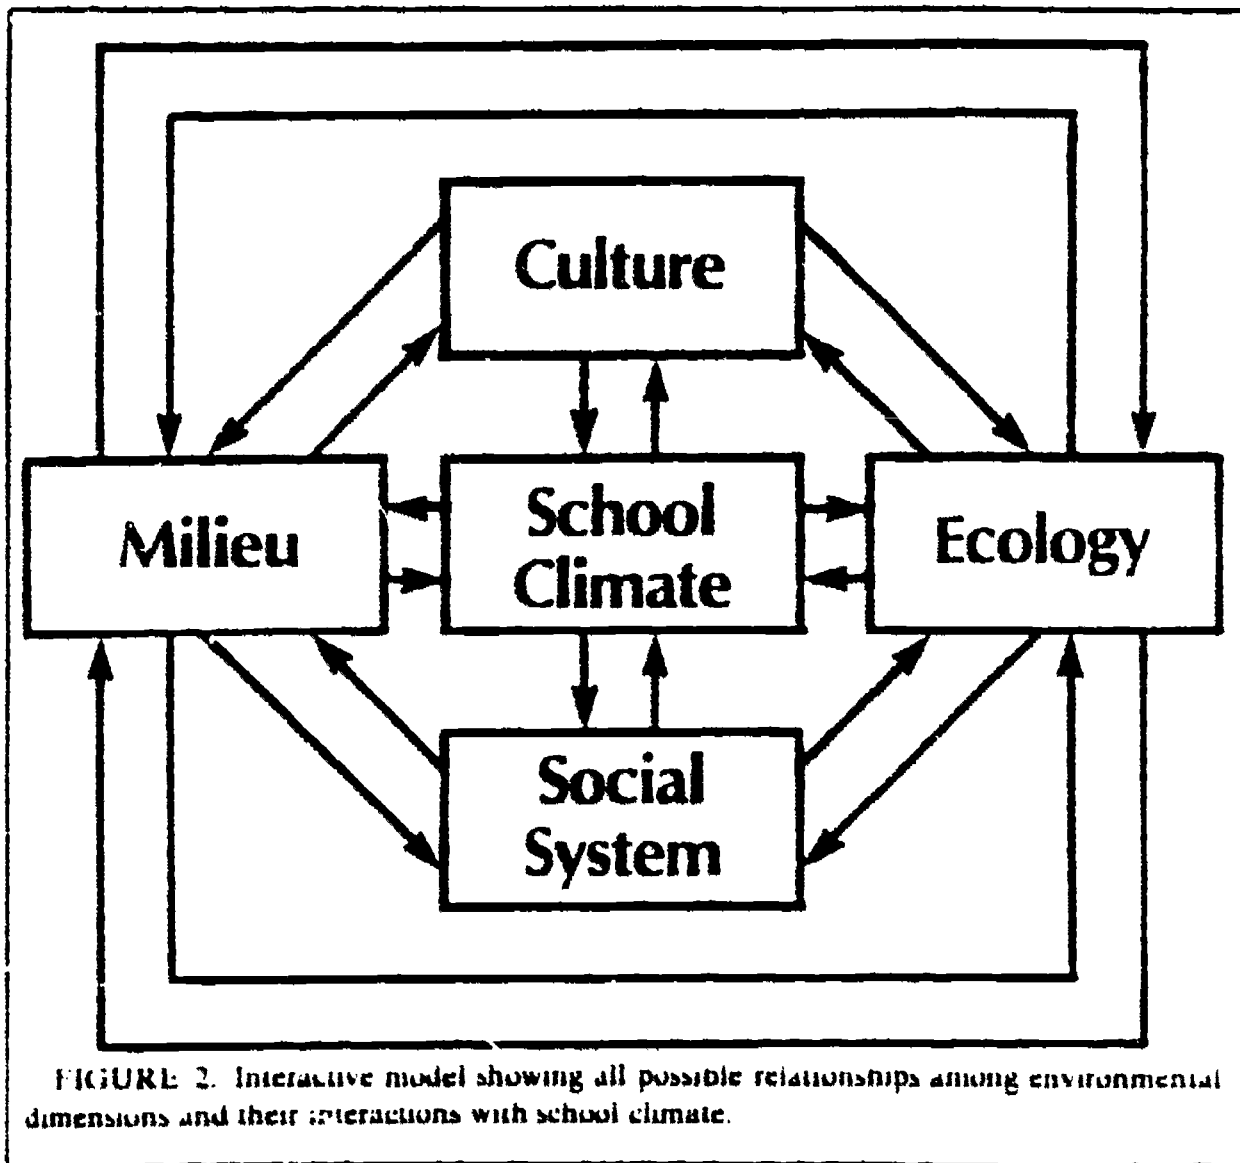 Culture
Milieu
School
Climate
Ecology
Social
System
FIGURE 2. Interactive model showing all possible relationships among environmental
dimensions and their interactions with school climate.